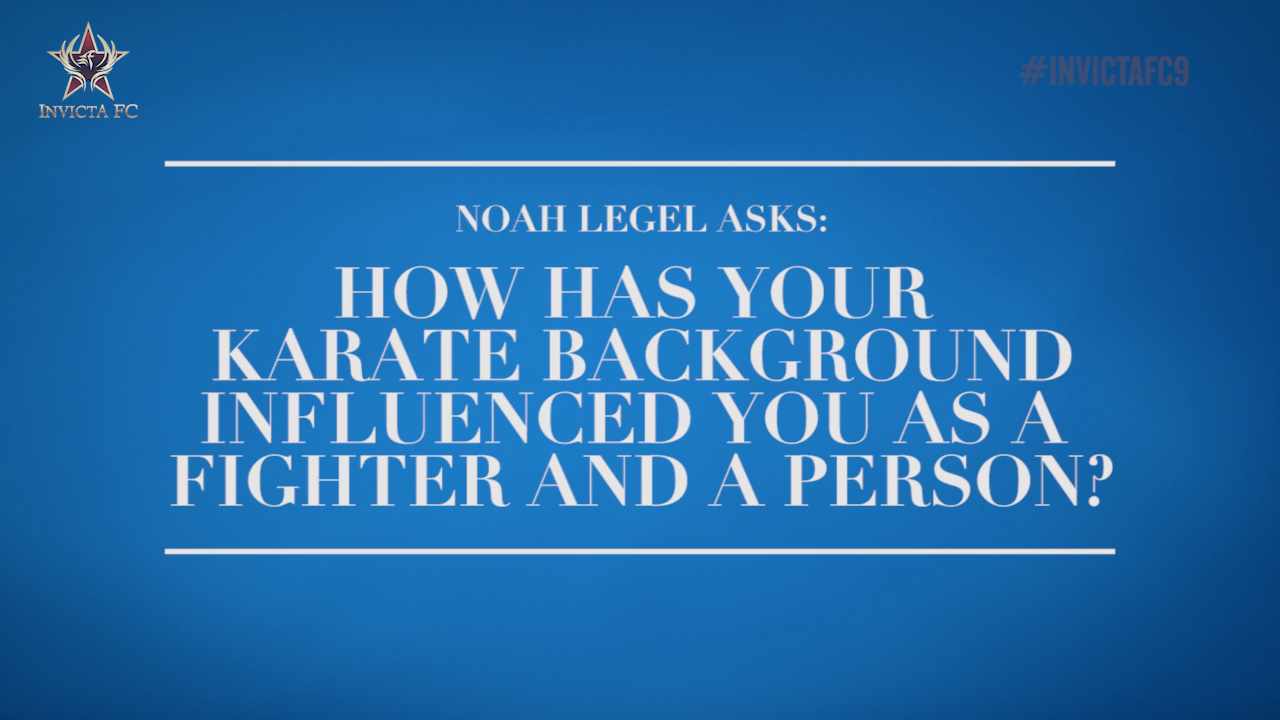 INVICTA FC
#INVICTAFC9
NOAH LEGEL ASKS:
HOW HAS YOUR
KARATE BACKGROUND
INFLUENCED YOU AS A
FIGHTER AND A PERSON?